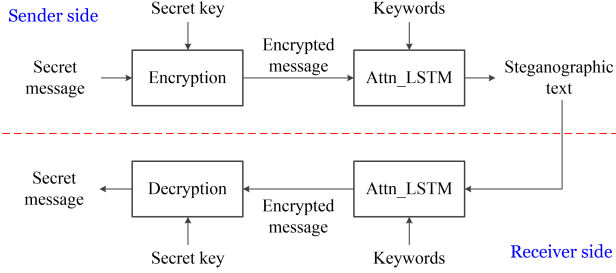 Sender side
Secret key
Keywords
Secret
message
Encryption
Encrypted
message
Attn_LSTM
Steganographic
text
Secret
message
Decryption
Encrypted
message
Attn_LSTM
Secret key
Keywords
Receiver side